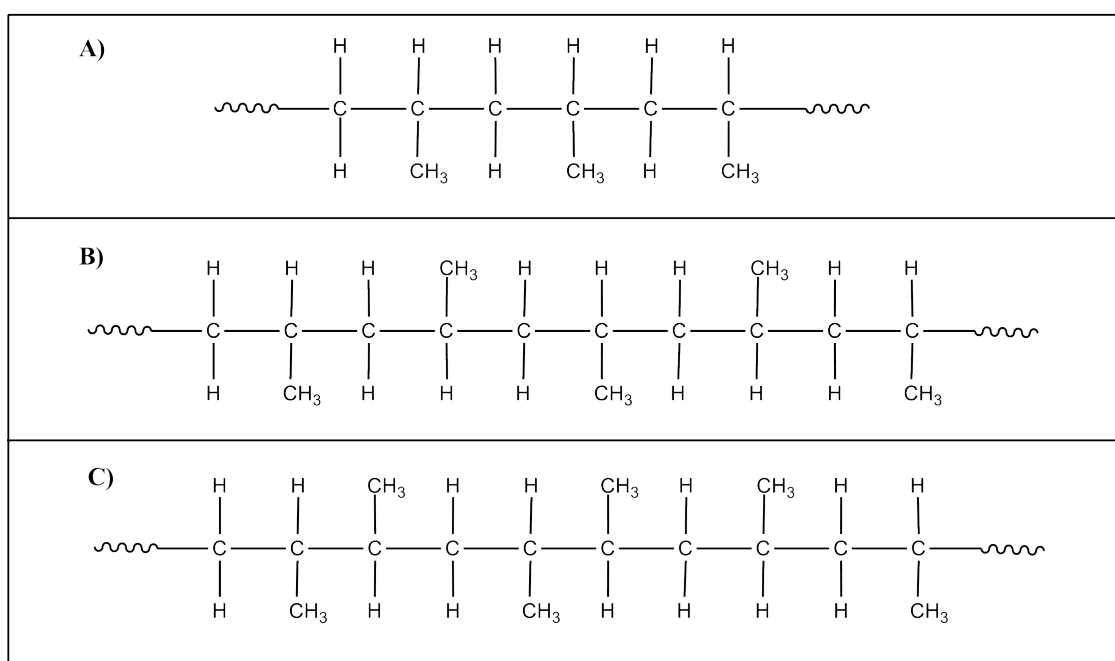 A)
H H H H H H
C C C C C C
H CH₃ H CH₃ H CH₃
B)
H H H CH₃ H H H CH₃ H H
C C C C C C C C C C
H CH₃ H H H CH₃ H H H CH₃
C)
H H CH₃ H H CH₃ H CH₃ H H
C C C C C C C C C C
H CH₃ H H CH₃ H H H H CH₃